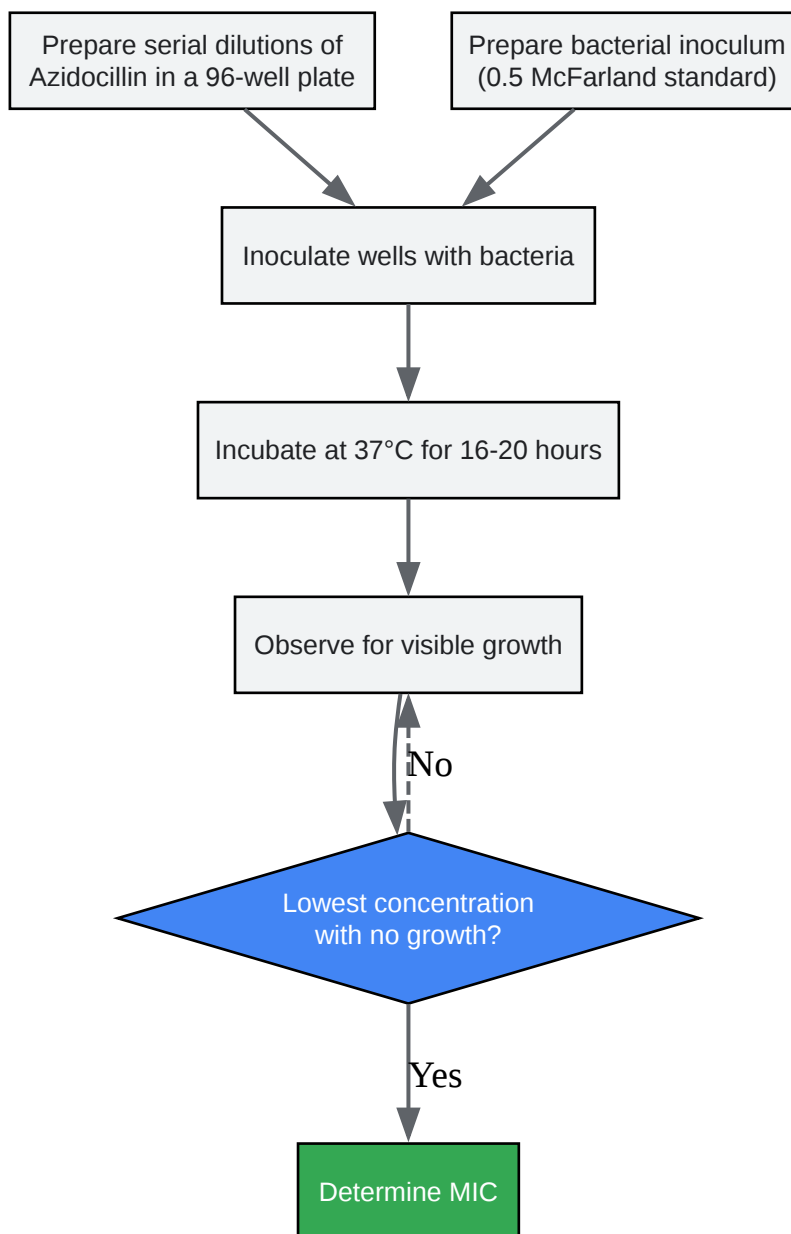 Prepare serial dilutions of
Azidocillin in a 96-well plate
Prepare bacterial inoculum
(0.5 McFarland standard)
Inoculate wells with bacteria
Incubate at 37°C for 16-20 hours
Observe for visible growth
No
Lowest concentration
with no growth?
Yes
Determine MIC